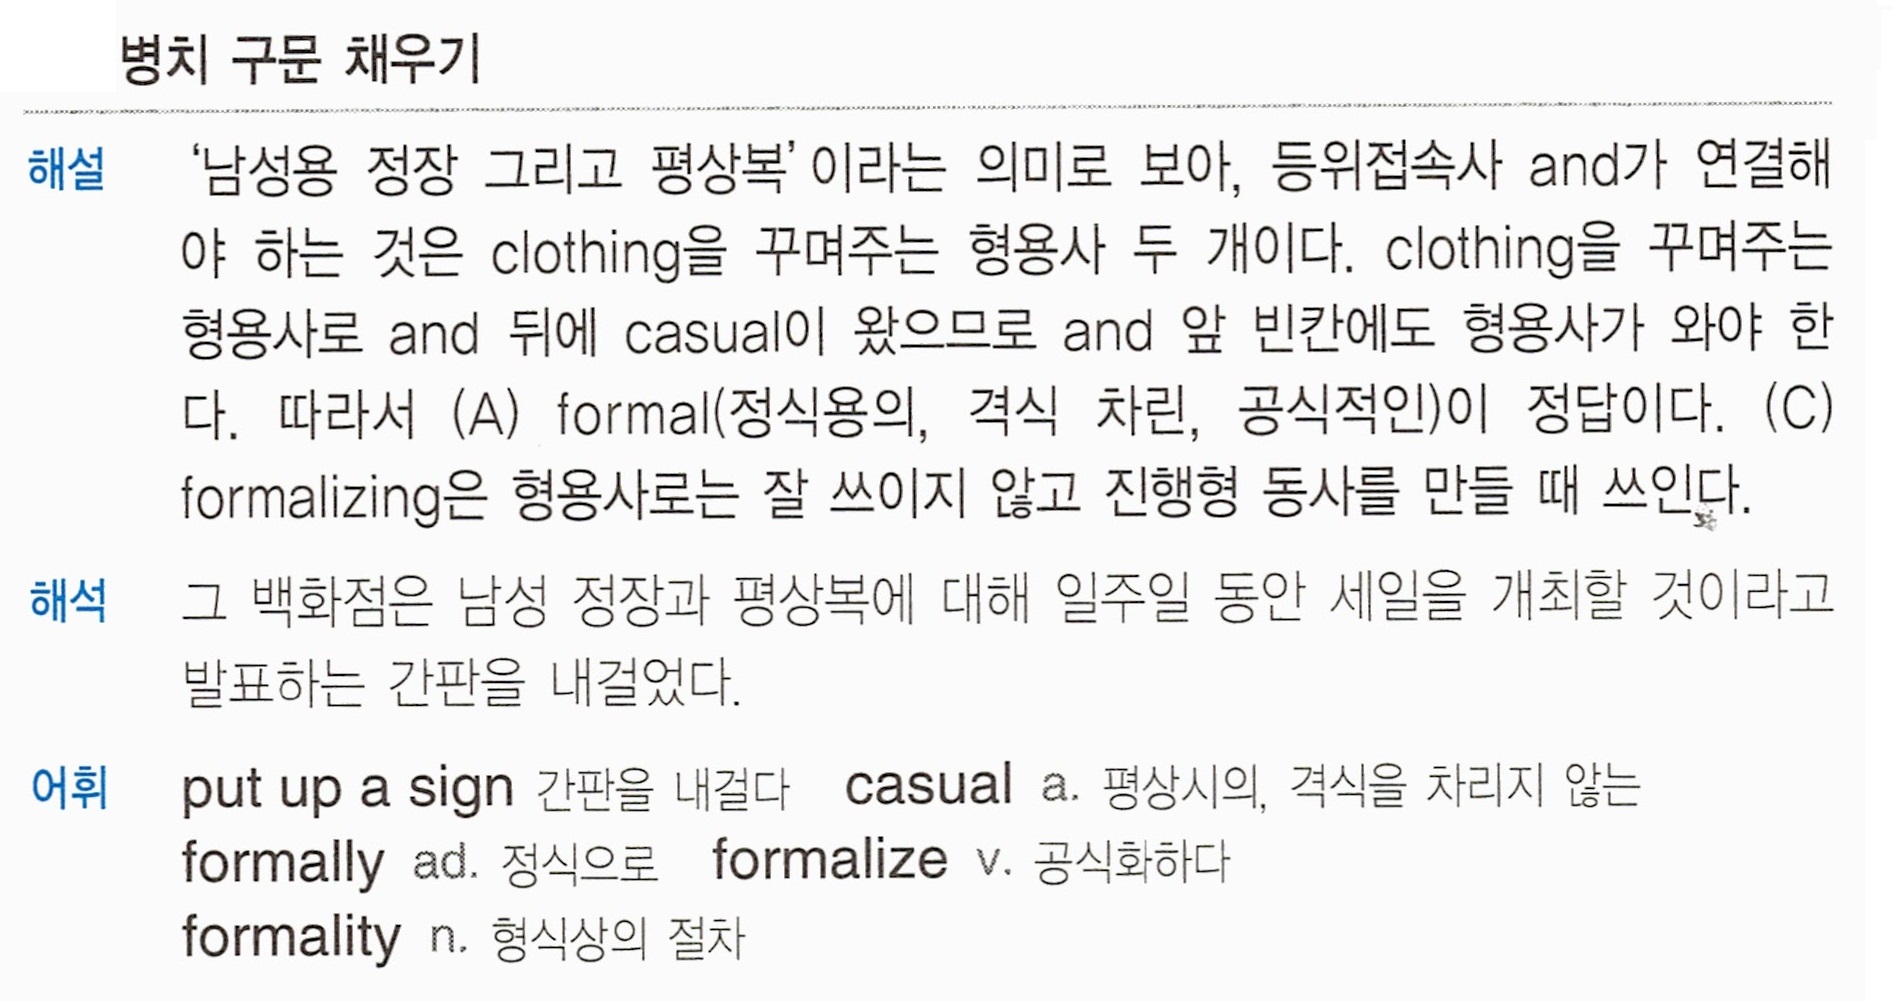 병치 구문 채우기
해설 ‘남성용 정장 그리고 평상복’이라는 의미로 보아, 등위접속사 and가 연결해
야 하는 것은 clothing을 꾸며주는 형용사 두 개이다. clothing을 꾸며주는
형용사로 and 뒤에 casual이 왔으므로 and 앞 빈칸에도 형용사가 와야 한
다. 따라서 (A) formal(정식용의, 격식 차린, 공식적인)이 정답이다. (C)
formalizing은 형용사로는 잘 쓰이지 않고 진행형 동사를 만들 때 쓰인다.
해석 그 백화점은 남성 정장과 평상복에 대해 일주일 동안 세일을 개최할 것이라고
발표하는 간판을 내걸었다.
어휘 put up a sign 간판을 내걸다 casual a. 평상시의, 격식을 차리지 않는
formally ad. 정식으로 formalize v. 공식화하다
formality n. 형식상의 절차